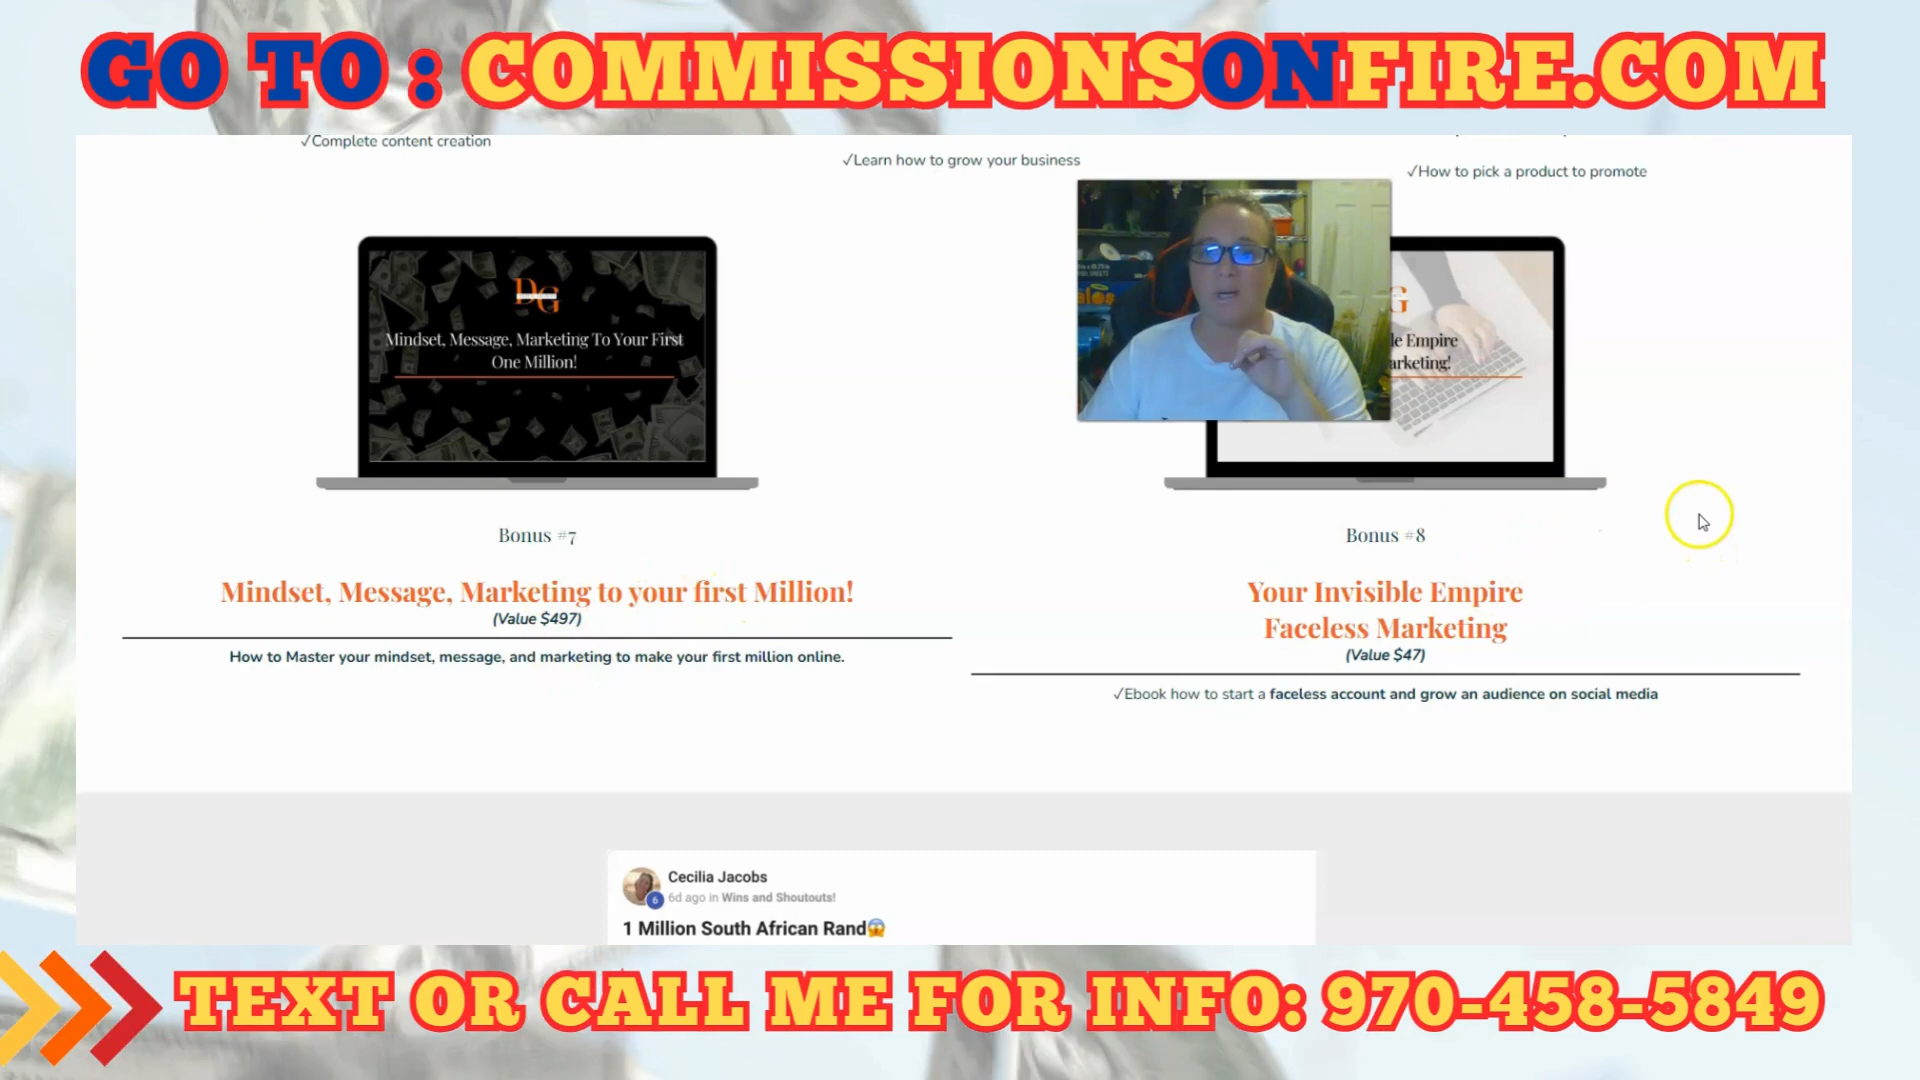 GO TO : COMMISSIONSONFIRE.COM
✓Complete content creation
✓Learn how to grow your business
✓How to pick a product to promote
DG
Mindset, Message, Marketing To Your First
One Million!
G
le Empire
arketing!
Bonus #7
Bonus #8
Mindset, Message, Marketing to your first Million!
(Value $497)
How to Master your mindset, message, and marketing to make your first million online.
Your Invisible Empire
Faceless Marketing
(Value $47)
✓Ebook how to start a faceless account and grow an audience on social media
Cecilia Jacobs
6
6d ago in Wins and Shoutouts!
1 Million South African Rand😱
TEXT OR CALL ME FOR INFO: 970-458-5849